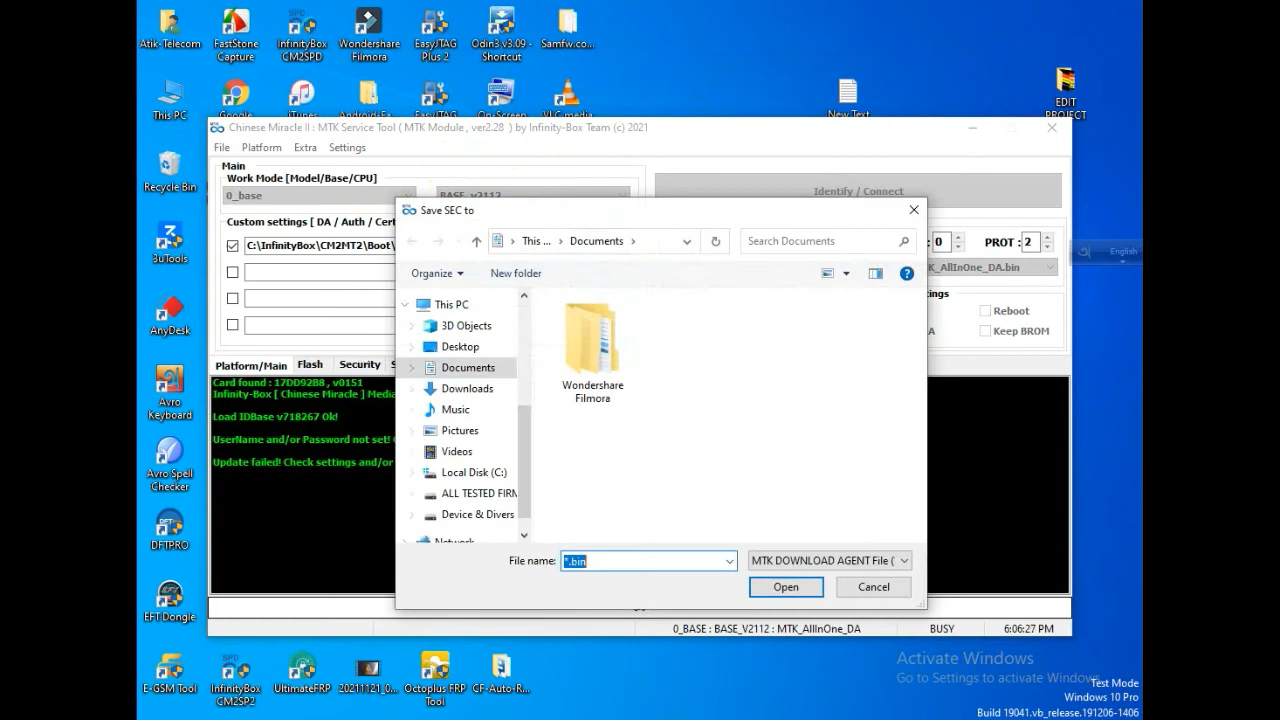 Atik-Telecom
FastStone
Capture
InfinityBox
CM2SPD
Wondershare
Filmora
EasyJTAG
Plus 2
Odin3 v3.09 -
Shortcut
Samfw.co...
This PC
Google
iTunes
Android-Fa...
EasyJTAG
On-Screen
VLC media
New Text
EDIT
PROJECT
Chinese Miracle II : MTK Service Tool ( MTK Module , ver2.28 ) by Infinity-Box Team (c) 2021
File Platform Extra Settings
Main
Work Mode [Model/Base/CPU]
0_base
BASE_v2112
Identify / Connect
Recycle Bin
Custom settings [ DA / Auth / Cert
C:\InfinityBox\CM2MT2\Boot\
: 0 PROT : 2
English
K_AllInOne_DA.bin
tings
Reboot
A
Keep BROM
Save SEC to
This ... Documents
Search Documents
Organize New folder
This PC
3D Objects
Desktop
Documents
Downloads
Music
Pictures
Videos
Local Disk (C:)
ALL TESTED FIRM
Device & Divers
Network
Wondershare
Filmora
File name: *.bin
MTK DOWNLOAD AGENT File (
Open
Cancel
3uTools
AnyDesk
Avro
Keyboard
Avro Spell
Checker
DFTPRO
EFT Dongle
Platform/Main Flash Security S
Card found : 17DD92B8 , v0151
Infinity-Box [ Chinese Miracle ] Media
Load IDBase v718267 Ok!
UserName and/or Password not set!
Update failed! Check settings and/or
0_BASE : BASE_V2112 : MTK_AllInOne_DA
BUSY
6:06:27 PM
E-GSM Tool
InfinityBox
CM2SP2
UltimateFRP
20211121_0...
Octoplus FRP
Tool
CF-Auto-R...
Activate Windows
Go to Settings to activate Windows.
Test Mode
Windows 10 Pro
Build 19041.vb_release.191206-1406